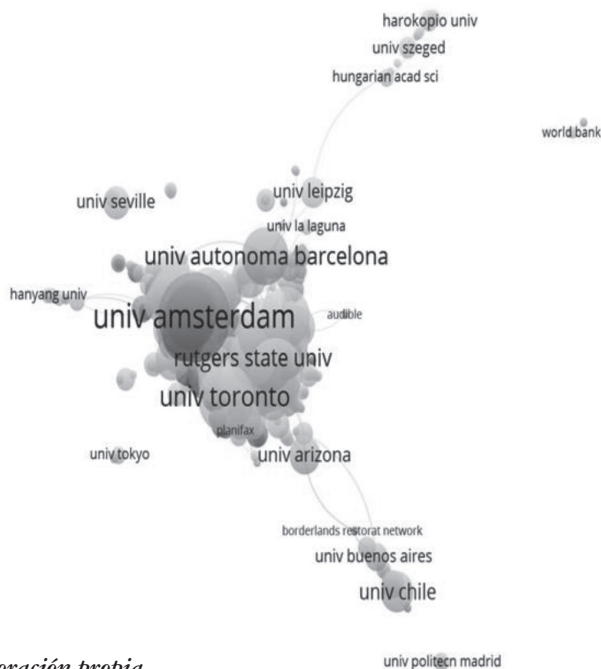 harokopio univ
univ szeged
hungarian acad sci
world bank
univ leipzig
univ seville
univ la laguna
univ autonoma barcelona
hanyang univ
univ amsterdam
audible
rutgers state univ
univ toronto
planifax
univ tokyo
univ arizona
borderlands restorat network
univ buenos aires
univ chile
univ politecn madrid
propia